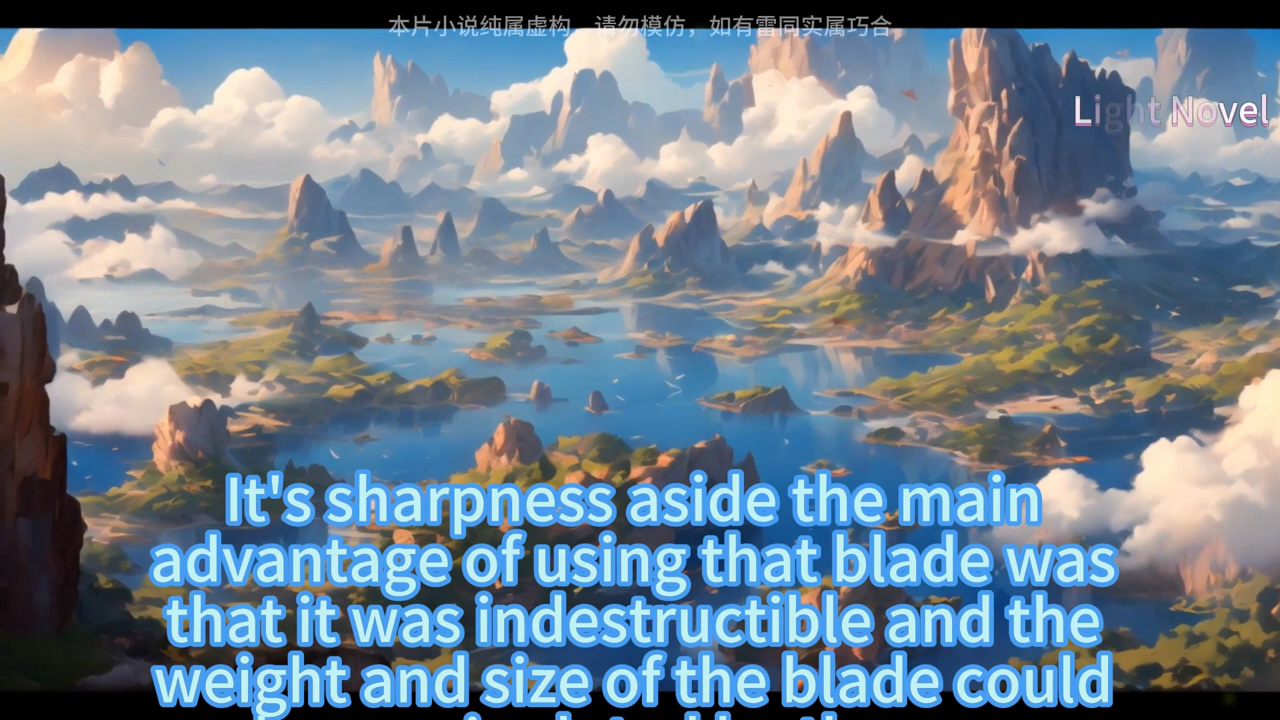 本片小说纯属虚构，请勿模仿，如有雷同实属巧合
Light Novel
It's sharpness aside the main
advantage of using that blade was
that it was indestructible and the
weight and size of the blade could